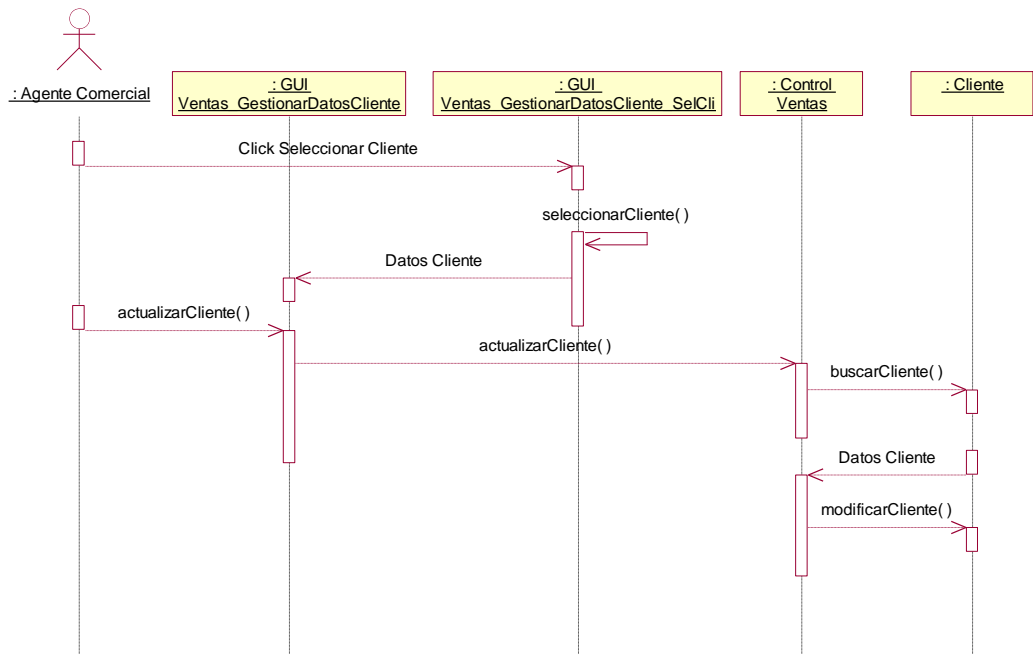 : Agente Comercial
: GUI
Ventas_GestionarDatosCliente
: GUI
Ventas_GestionarDatosCliente_SelCli
: Control
Ventas
: Cliente
Click Seleccionar Cliente
seleccionarCliente( )
Datos Cliente
actualizarCliente( )
actualizarCliente( )
buscarCliente( )
Datos Cliente
modificarCliente( )